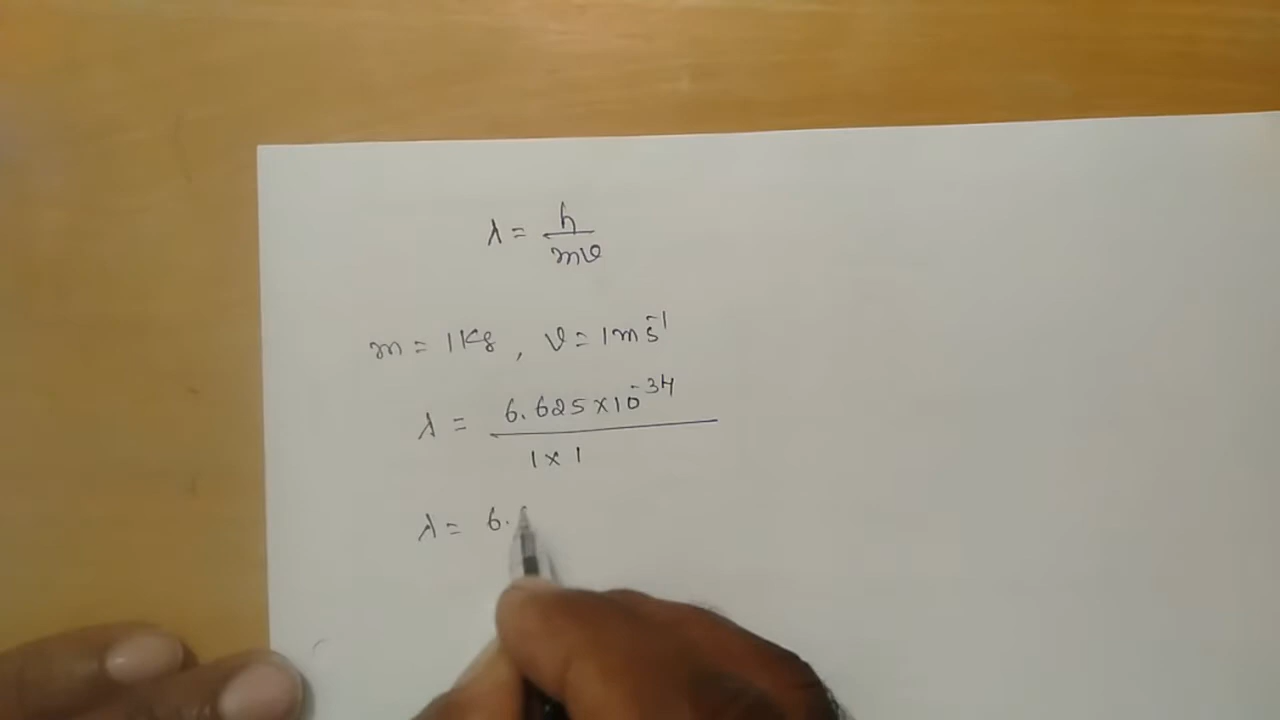 λ = h/mv
m = 1Kg, v = 1ms⁻¹
λ = 6.625×10⁻³⁴
1×1
λ = 6.